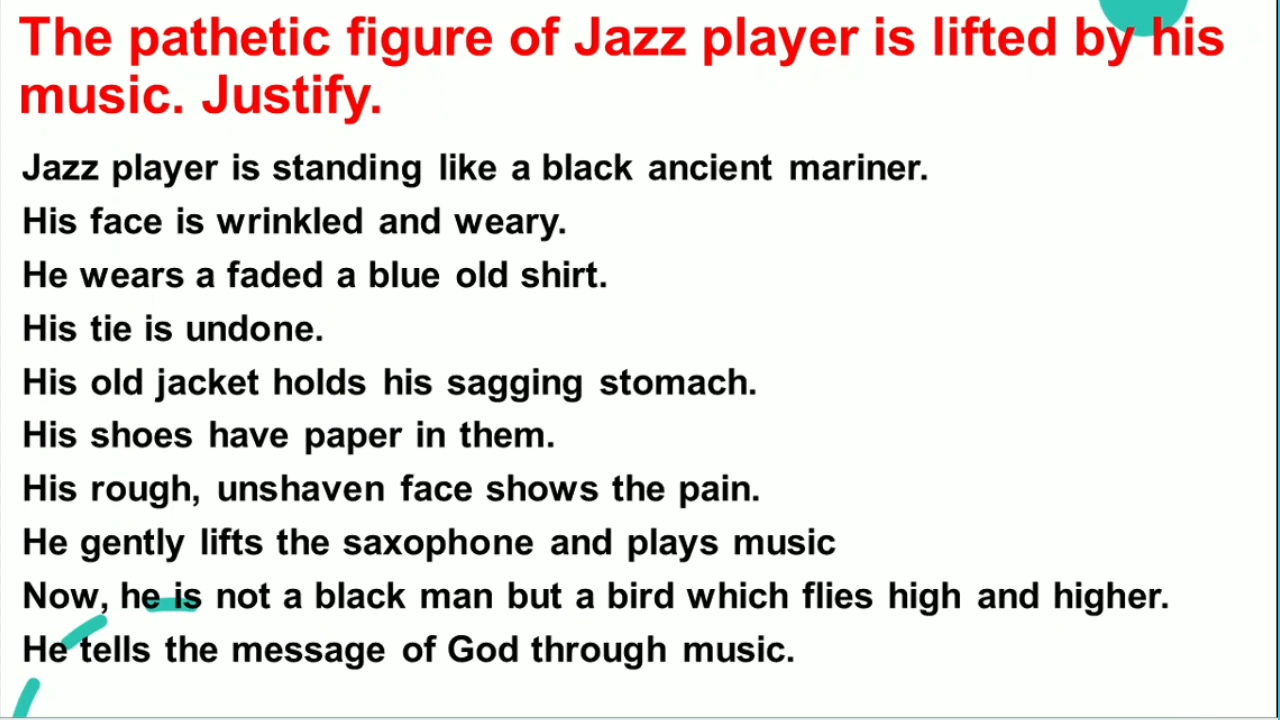 The pathetic figure of Jazz player is lifted by his
music. Justify.
Jazz player is standing like a black ancient mariner.
His face is wrinkled and weary.
He wears a faded a blue old shirt.
His tie is undone.
His old jacket holds his sagging stomach.
His shoes have paper in them.
His rough, unshaven face shows the pain.
He gently lifts the saxophone and plays music
Now, he is not a black man but a bird which flies high and higher.
He tells the message of God through music.